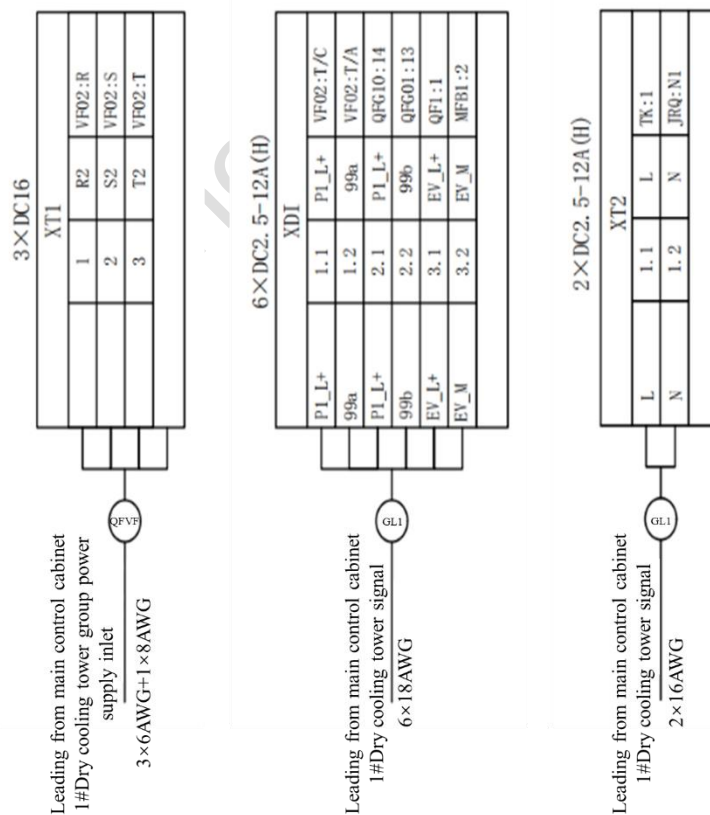 3×DC16
XT1
Leading from main control cabinet
1#Dry cooling tower group power
supply inlet
3×6AWG+1×8AWG
QFVF
1 R2 VF02:R
2 S2 VF02:S
3 T2 VF02:T
6×DC2.5-12A(H)
XDI
Leading from main control cabinet
1#Dry cooling tower signal
6×18AWG
GL1
P1_L+ 1.1 P1_L+ VF02:T/C
99a 1.2 99a VF02:T/A
P1_L+ 2.1 P1_L+ QFG10:14
99b 2.2 99b QFG01:13
EV_L+ 3.1 EV_L+ QF1:1
EV_M 3.2 EV_M MFB1:2
2×DC2.5-12A(H)
XT2
Leading from main control cabinet
1#Dry cooling tower signal
2×16AWG
GL1
L 1.1 L TK:1
N 1.2 N JRQ:N1